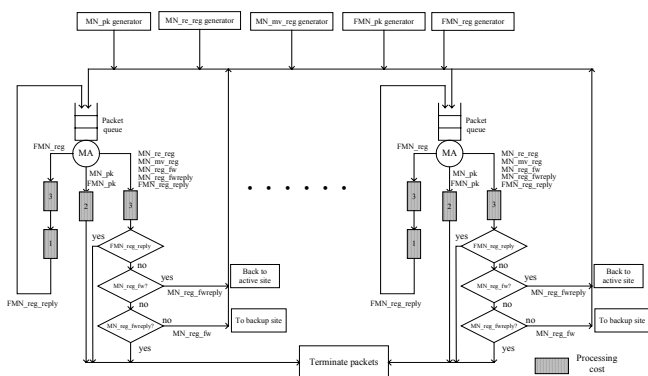 MN_pk generator
MN_re_reg generator
MN_mv_reg generator
FMN_pk generator
FMN_reg generator
Packet
queue
FMN_reg
MA
MN_re_reg
MN_mv_reg
MN_reg_fw
MN_reg_fwreply
FMN_reg_reply
MN_pk
FMN_pk
3
2
3
1
yes
FMN_reg_reply
no
MN_reg_fw?
yes
MN_reg_fwreply
Back to
active site
FMN_reg_reply
no
MN_reg_fwreply?
no
MN_reg_fw
To backup site
yes
Packet
queue
FMN_reg
MA
MN_re_reg
MN_mv_reg
MN_reg_fw
MN_reg_fwreply
FMN_reg_reply
MN_pk
FMN_pk
3
2
3
1
yes
FMN_reg_reply
no
MN_reg_fw?
yes
MN_reg_fwreply
Back to
active site
FMN_reg_reply
no
MN_reg_fwreply?
no
MN_reg_fw
To backup site
yes
Terminate packets
Processing
cost